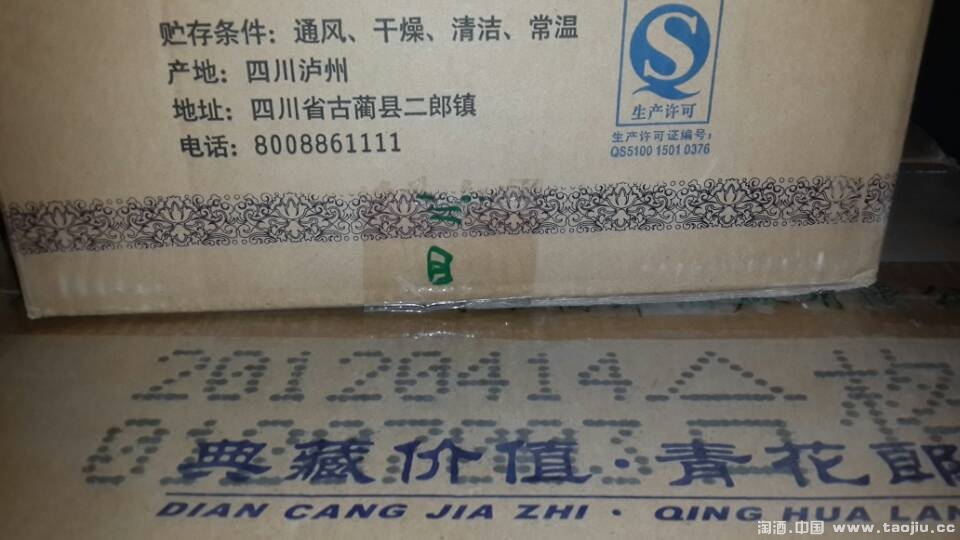 贮存条件：通风、干燥、清洁、常温
产地：四川泸州
地址：四川省古蔺县二郎镇
电话：8008861111
生产许可
生产许可证编号：
QS5100 1501 0376
日
20120414
典藏价值·青花郎
DIAN CANG JIA ZHI · QING HUA LAN
淘酒.中国 www.taojiu.cc